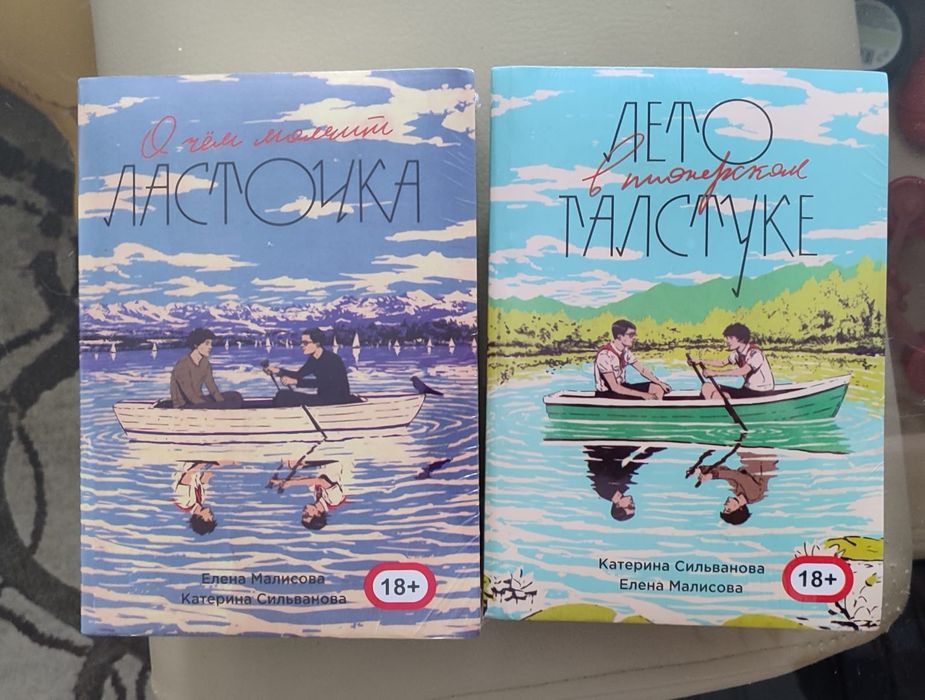 О чём молчит
ЛАСТОЧКА
Елена Малисова
Катерина Сильванова
18+
ЛЕТО
в пионерском
ГАЛСТУКЕ
Катерина Сильванова
Елена Малисова
18+